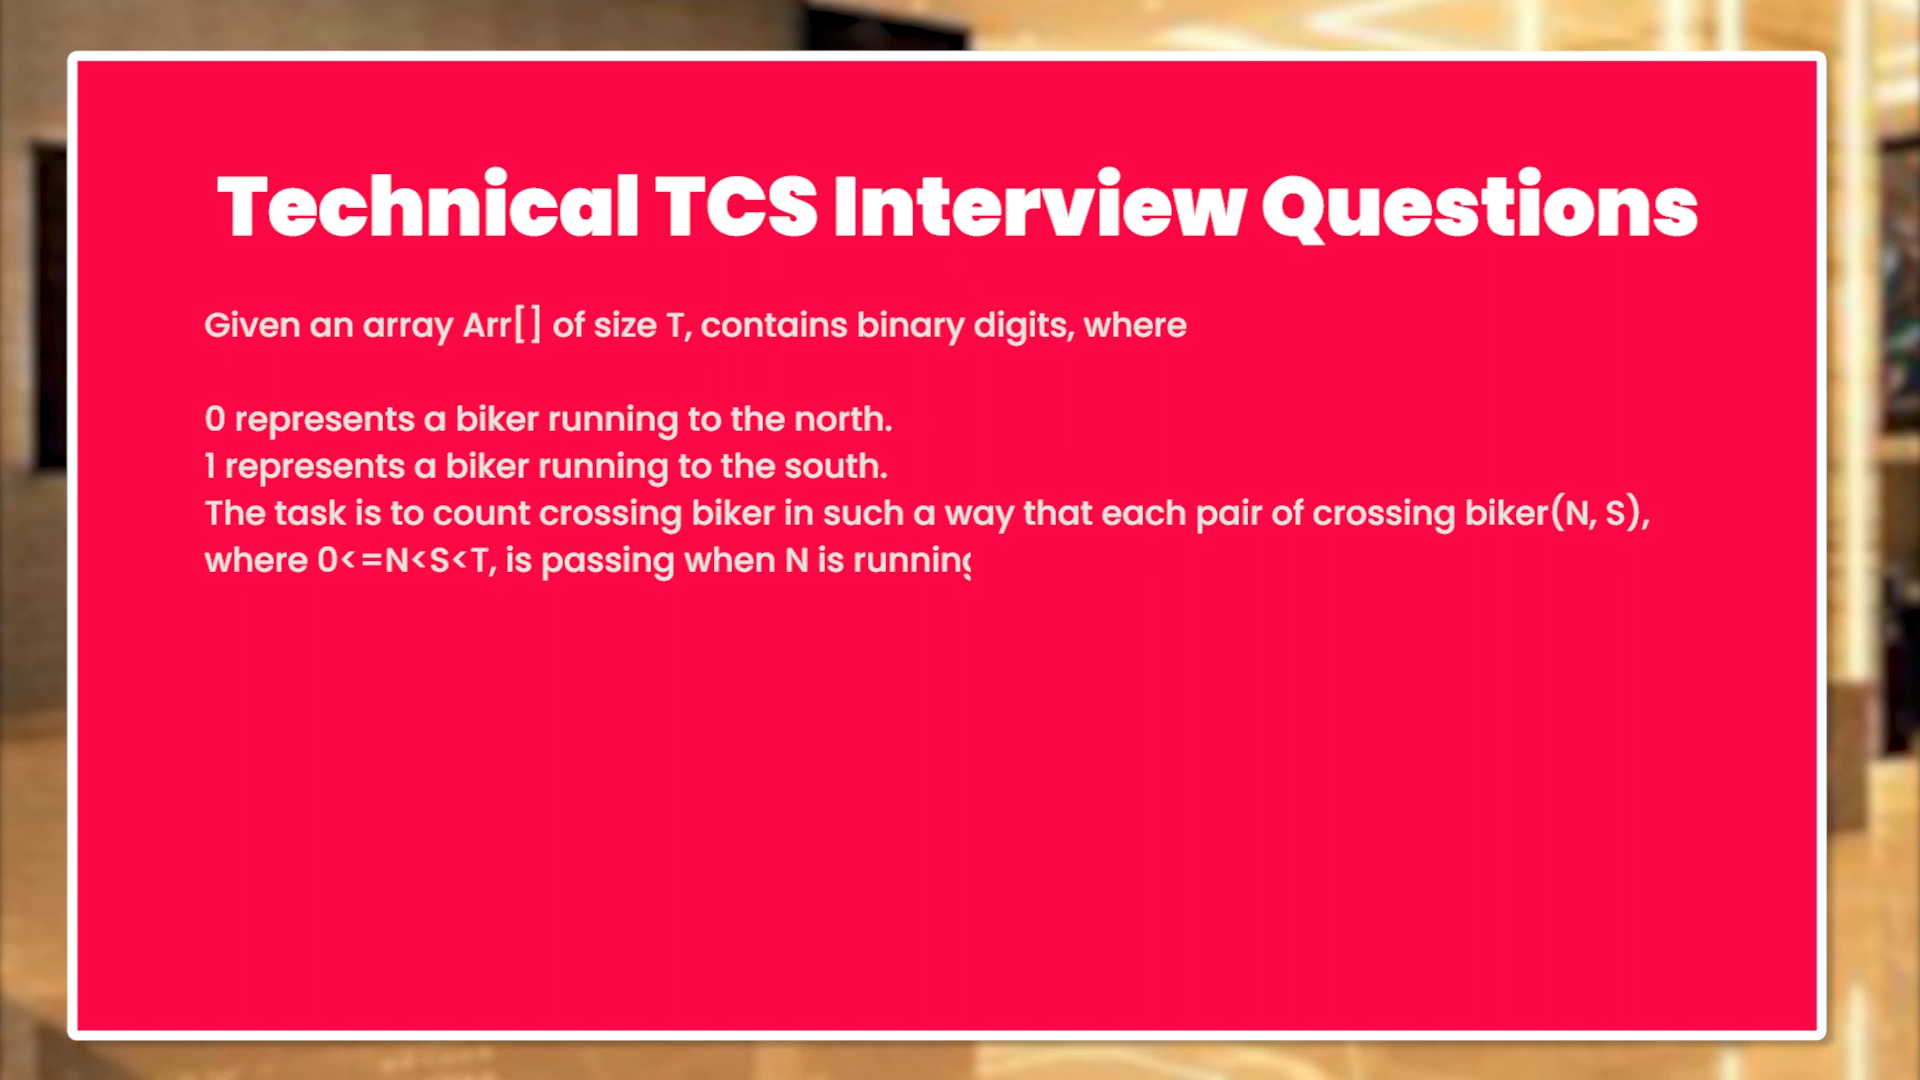 Technical TCS Interview Questions
Given an array Arr[] of size T, contains binary digits, where
0 represents a biker running to the north.
1 represents a biker running to the south.
The task is to count crossing biker in such a way that each pair of crossing biker(N, S),
where 0<=N<S<T, is passing when N is running